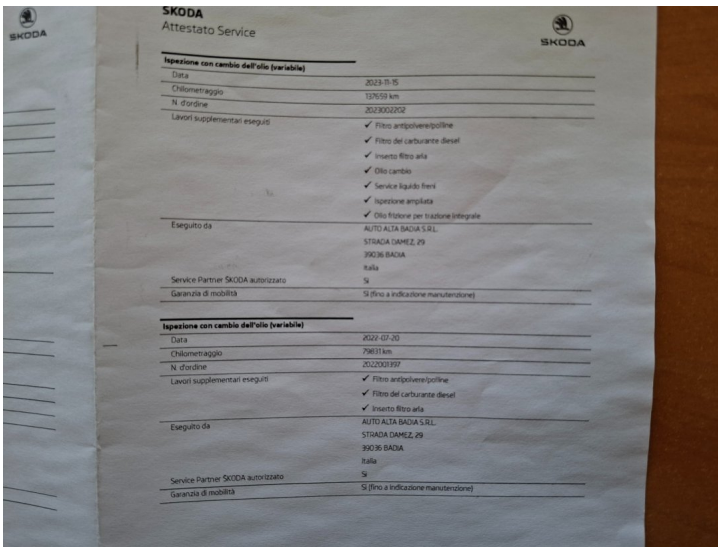 SKODA
SKODA
Attestato Service
SKODA
Ispezione con cambio dell'olio (variabile)
Data 2023-11-15
Chilometraggio 137659 km
N. d'ordine 2023002202
Lavori supplementari eseguiti ✓ Filtro antipolvere/polline
✓ Filtro del carburante diesel
✓ Inserto filtro aria
✓ Olio cambio
✓ Service liquido freni
✓ Ispezione ampliata
✓ Olio frizione per trazione integrale
Eseguito da AUTO ALTA BADIA S.R.L.
STRADA DAMEZ, 29
39036 BADIA
Italia
Service Partner ŠKODA autorizzato Sì
Garanzia di mobilità Sì (fino a indicazione manutenzione)
Ispezione con cambio dell'olio (variabile)
Data 2022-07-20
Chilometraggio 79831 km
N. d'ordine 2022001397
Lavori supplementari eseguiti ✓ Filtro antipolvere/polline
✓ Filtro del carburante diesel
✓ Inserto filtro aria
Eseguito da AUTO ALTA BADIA S.R.L.
STRADA DAMEZ, 29
39036 BADIA
Italia
Service Partner ŠKODA autorizzato Sì
Garanzia di mobilità Sì (fino a indicazione manutenzione)